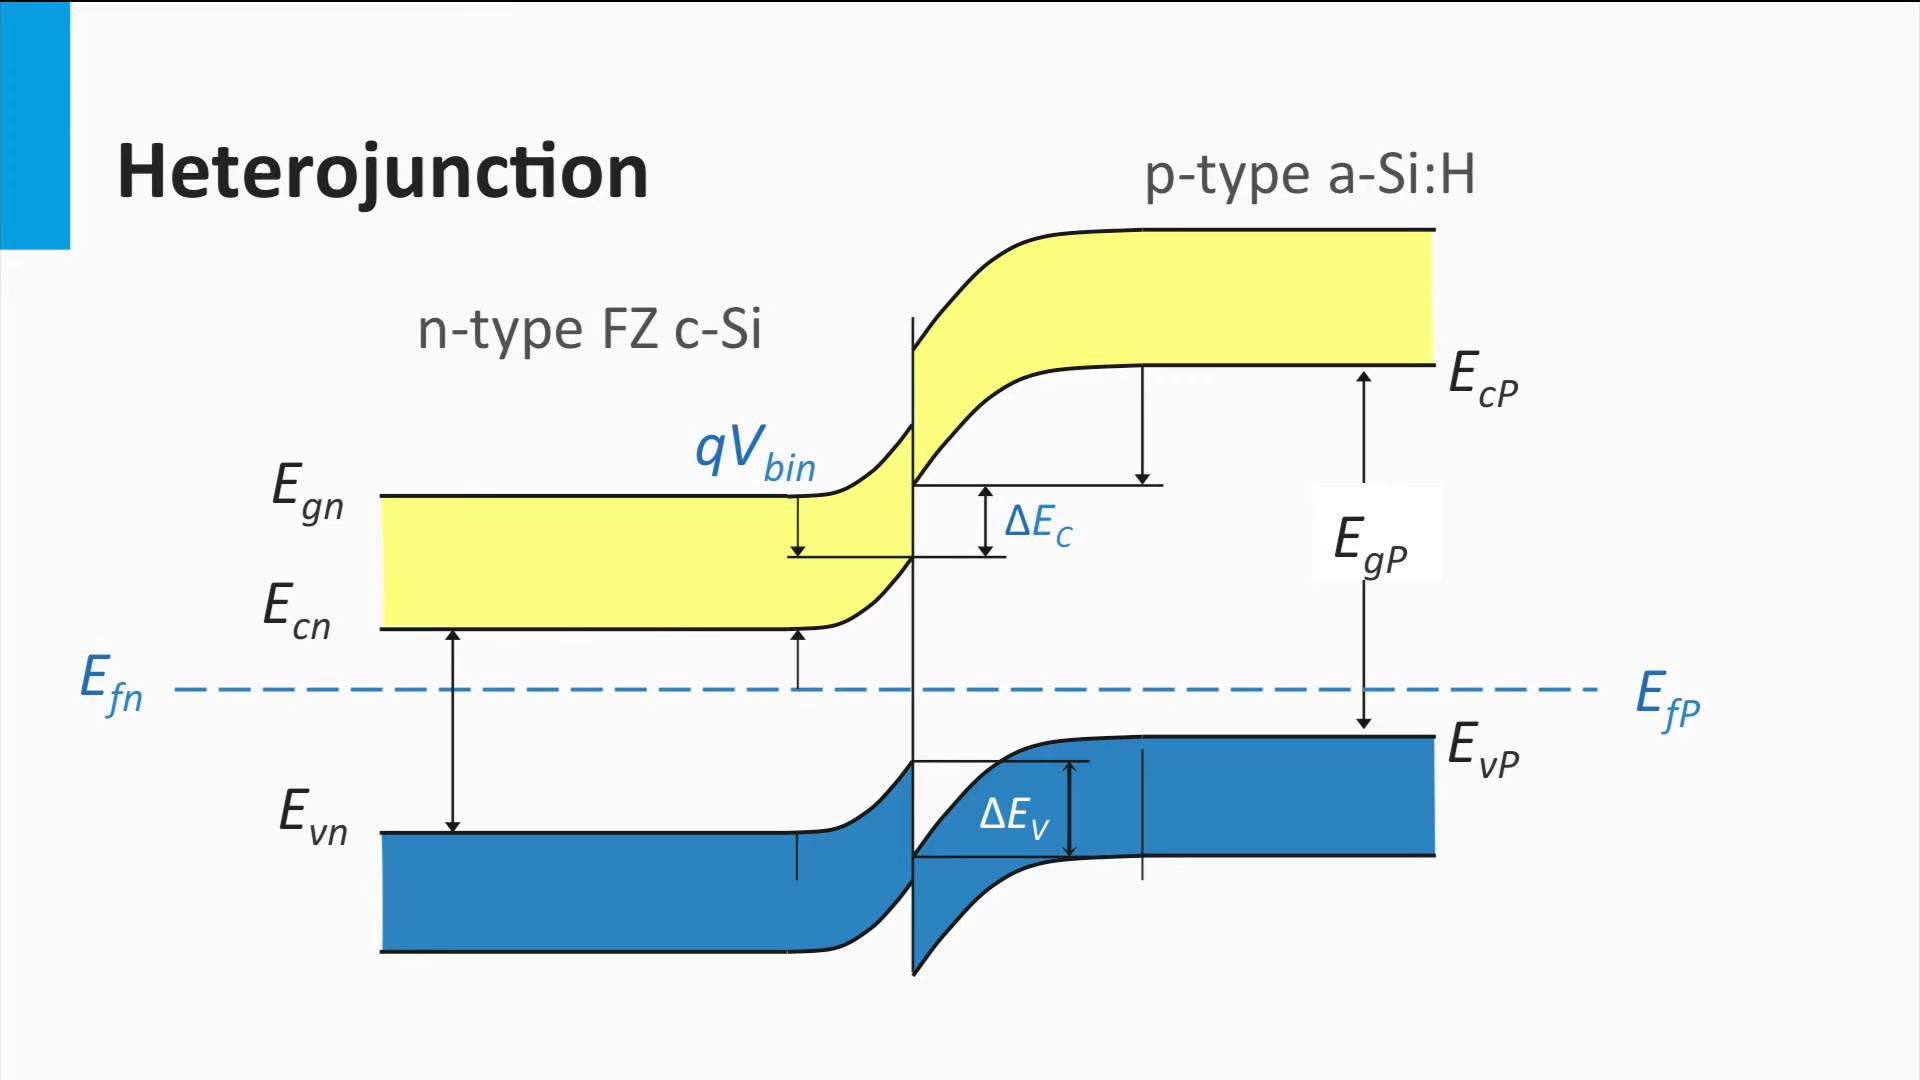 Heterojunction
p-type a-Si:H
n-type FZ c-Si
E_cP
qV_bin
E_gn
ΔE_C
E_gP
E_cn
E_fn
E_fP
E_vP
E_vn
ΔE_V